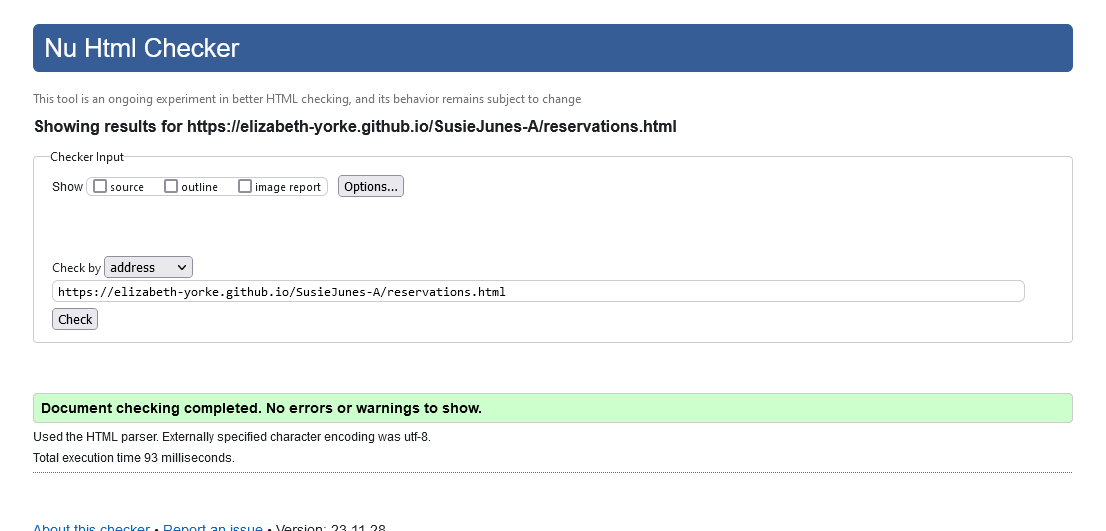 Nu Html Checker
This tool is an ongoing experiment in better HTML checking, and its behavior remains subject to change
Showing results for https://elizabeth-yorke.github.io/SusieJunes-A/reservations.html
Checker Input
Show source outline image report Options...
Check by address
https://elizabeth-yorke.github.io/SusieJunes-A/reservations.html
Check
Document checking completed. No errors or warnings to show.
Used the HTML parser. Externally specified character encoding was utf-8.
Total execution time 93 milliseconds.
About this checker • Report an issue • Version: 23.11.28